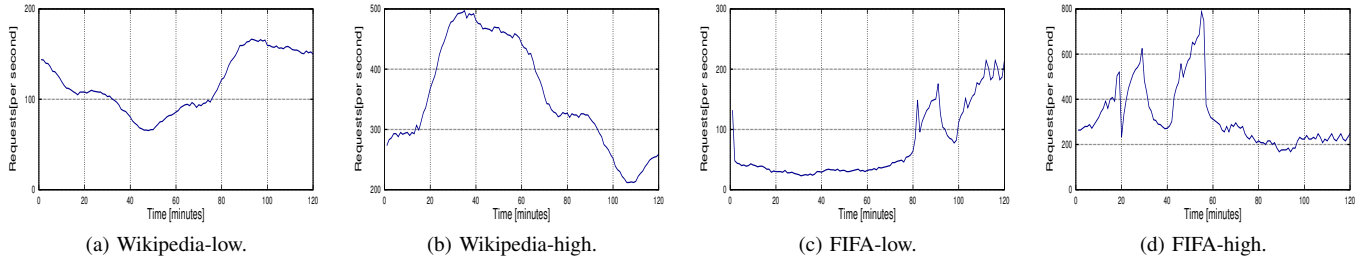 200
100
0
0 20 40 60 80 100 120
Requests[per second]
Time [minutes]
(a) Wikipedia-low.
500
400
300
200
0 20 40 60 80 100 120
Requests[per second]
Time [minutes]
(b) Wikipedia-high.
300
200
100
0
0 20 40 60 80 100 120
Requests[per second]
Time [minutes]
(c) FIFA-low.
800
600
400
200
0
0 20 40 60 80 100 120
Requests[per second]
Time [minutes]
(d) FIFA-high.